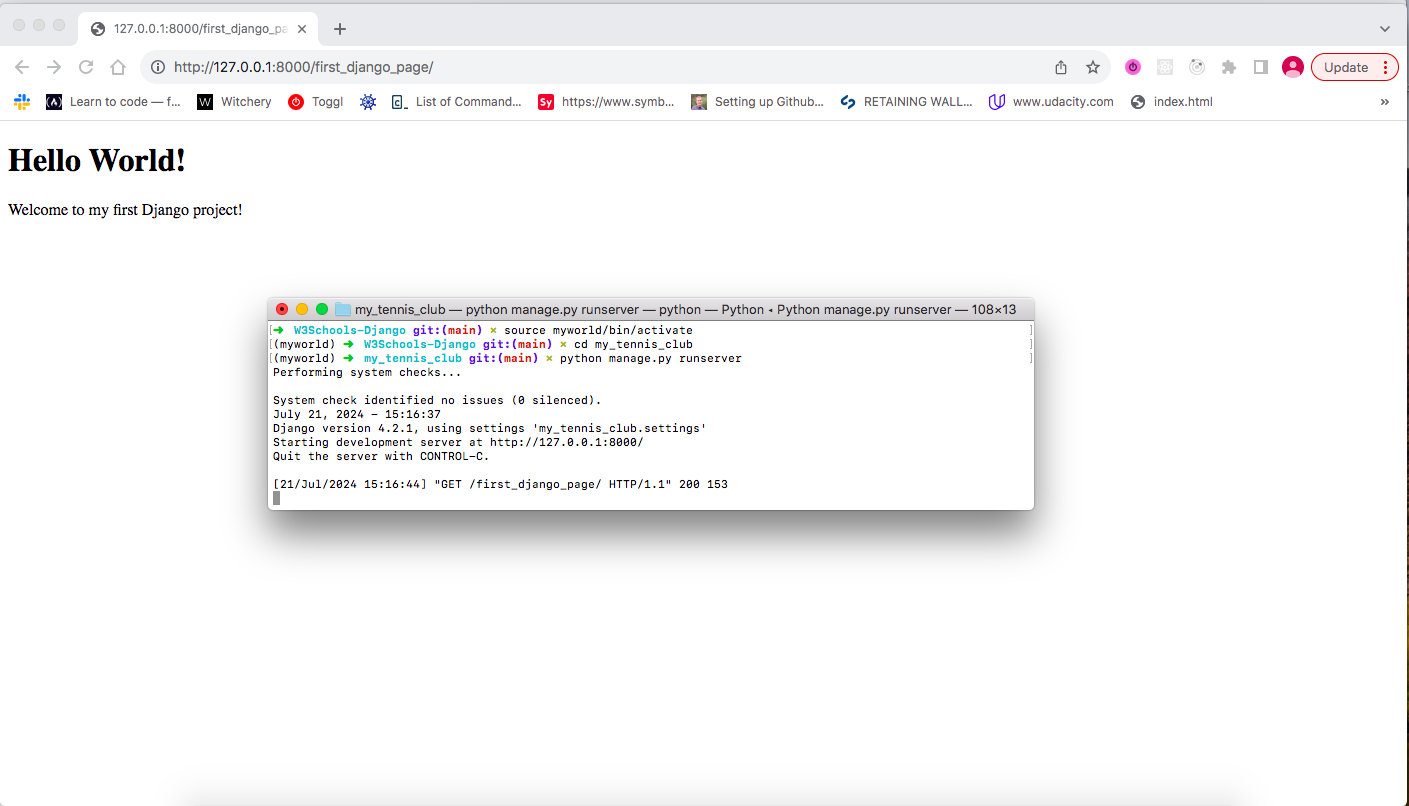 127.0.0.1:8000/first_django_pa
http://127.0.0.1:8000/first_django_page/
Update
Learn to code — f...
W Witchery
Toggl
List of Command...
Sy https://www.symb...
Setting up Github...
RETAINING WALL...
www.udacity.com
index.html
»
Hello World!
Welcome to my first Django project!
my_tennis_club — python manage.py runserver — python — Python ◂ Python manage.py runserver — 108×13
[➜ W3Schools-Django git:(main) × source myworld/bin/activate ]
[(myworld) ➜ W3Schools-Django git:(main) × cd my_tennis_club ]
[(myworld) ➜ my_tennis_club git:(main) × python manage.py runserver ]
Performing system checks...
System check identified no issues (0 silenced).
July 21, 2024 - 15:16:37
Django version 4.2.1, using settings 'my_tennis_club.settings'
Starting development server at http://127.0.0.1:8000/
Quit the server with CONTROL-C.
[21/Jul/2024 15:16:44] "GET /first_django_page/ HTTP/1.1" 200 153